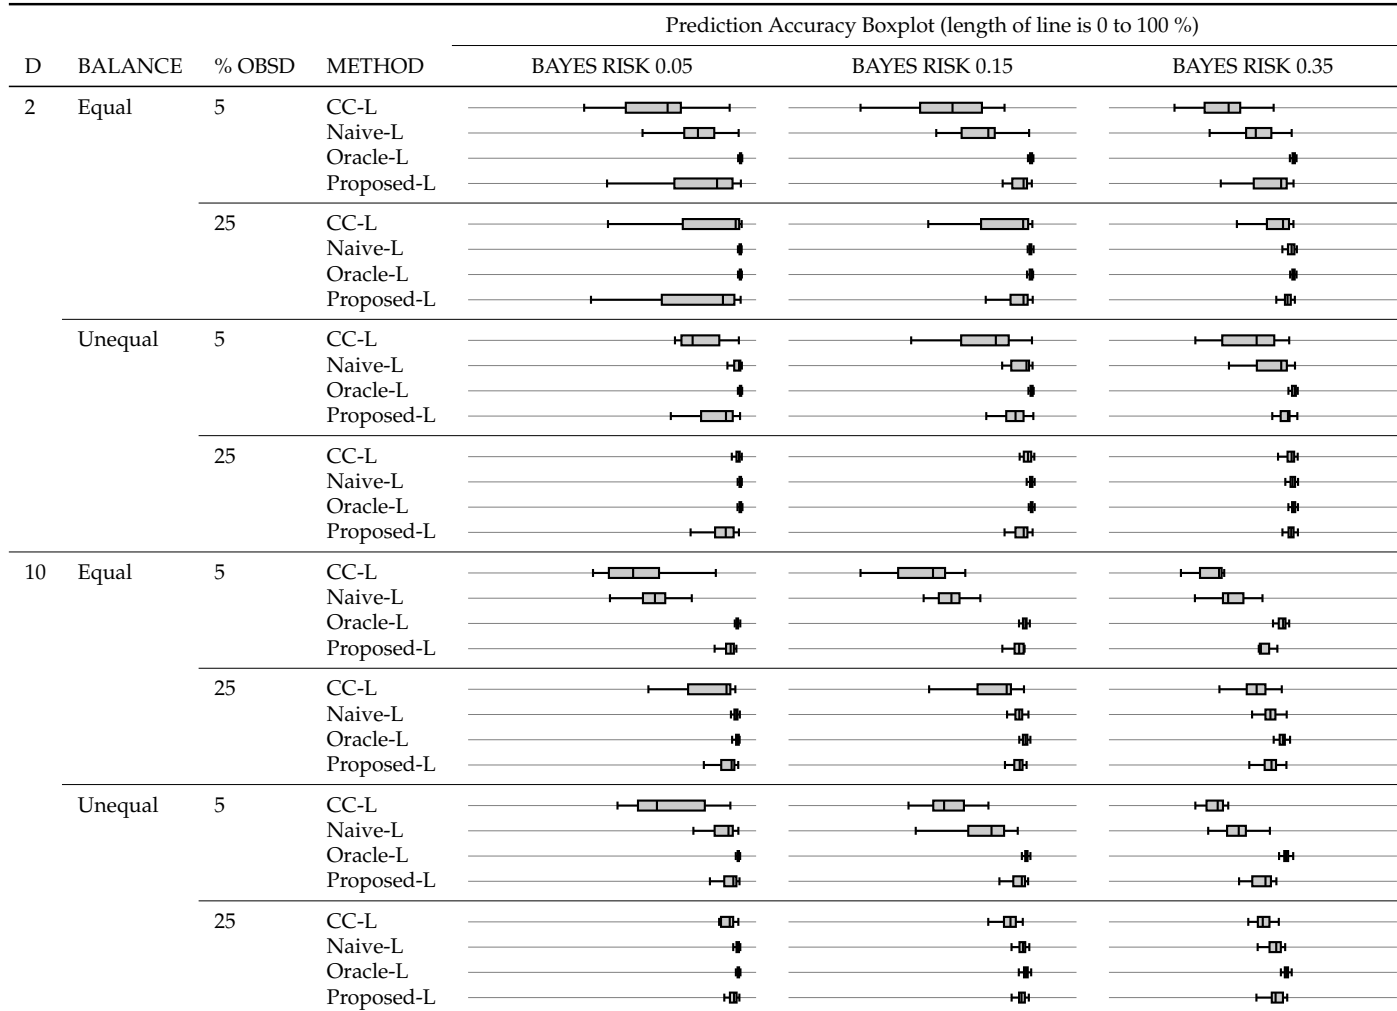 Prediction Accuracy Boxplot (length of line is 0 to 100 %)
D BALANCE % OBSD METHOD BAYES RISK 0.05 BAYES RISK 0.15 BAYES RISK 0.35
2 Equal 5 CC-L
Naive-L
Oracle-L
Proposed-L
25 CC-L
Naive-L
Oracle-L
Proposed-L
Unequal 5 CC-L
Naive-L
Oracle-L
Proposed-L
25 CC-L
Naive-L
Oracle-L
Proposed-L
10 Equal 5 CC-L
Naive-L
Oracle-L
Proposed-L
25 CC-L
Naive-L
Oracle-L
Proposed-L
Unequal 5 CC-L
Naive-L
Oracle-L
Proposed-L
25 CC-L
Naive-L
Oracle-L
Proposed-L